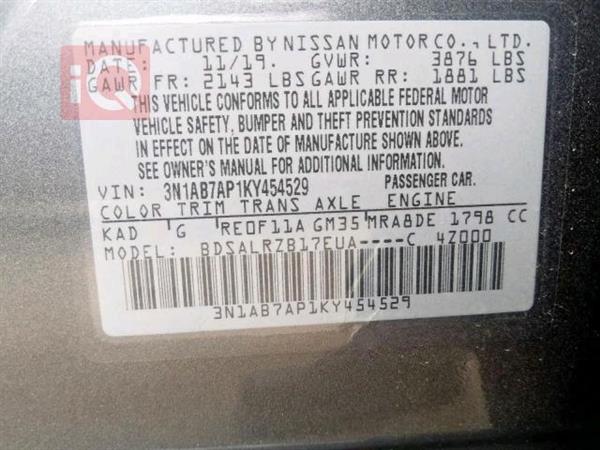 MANUFACTURED BY NISSAN MOTOR CO., LTD.
DATE: 11/19. GVWR: 3876 LBS
GAWR FR: 2143 LBS GAWR RR: 1881 LBS
THIS VEHICLE CONFORMS TO ALL APPLICABLE FEDERAL MOTOR
VEHICLE SAFETY, BUMPER AND THEFT PREVENTION STANDARDS
IN EFFECT ON THE DATE OF MANUFACTURE SHOWN ABOVE.
SEE OWNER'S MANUAL FOR ADDITIONAL INFORMATION.
VIN: 3N1AB7AP1KY454529 PASSENGER CAR.
COLOR TRIM TRANS AXLE ENGINE
KAD G RE0F11A GM35 MRA8DE 1798 CC
MODEL: BDSALRZB17EUA----C 4Z000
3N1AB7AP1KY454529
iQ